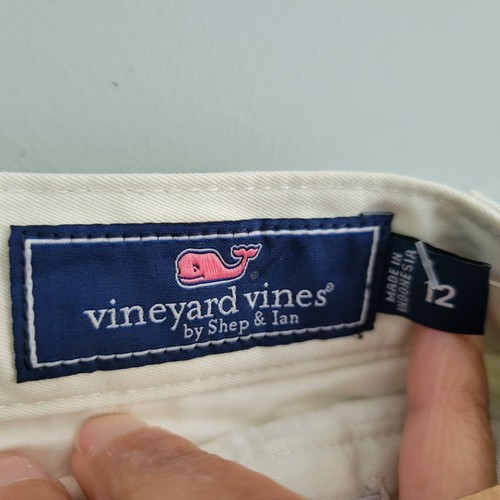 vineyard vines®
by Shep & Ian
MADE IN
INDONESIA
12